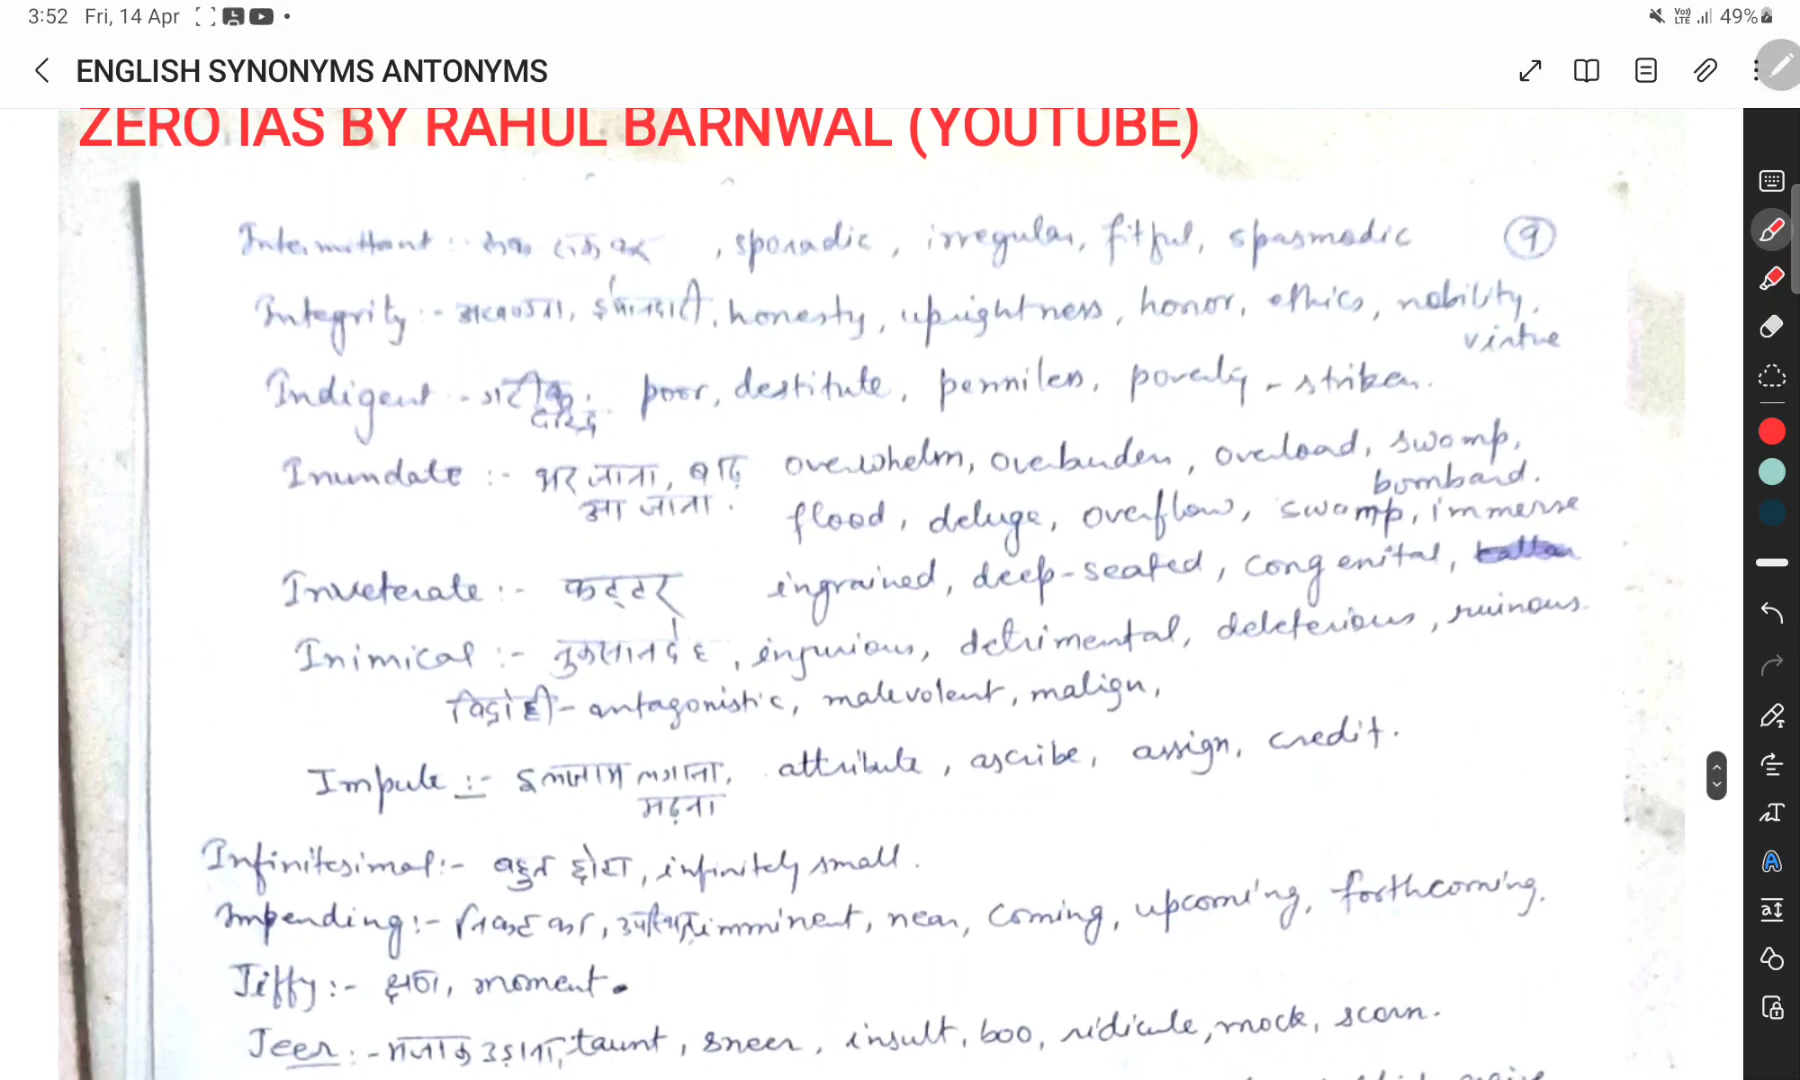 3:52 Fri, 14 Apr
Vo) LTE 49%
ENGLISH SYNONYMS ANTONYMS
ZERO IAS BY RAHUL BARNWAL (YOUTUBE)
Intermittant :- रुक रुक कर , sporadic , irregular, fitful, spasmodic 9
Integrity :- अखण्डता, ईमानदारी, honesty, uprightness, honor, ethics, nobility,
virtue
Indigent - गरीब, poor, destitute, penniless, poverty - striken.
दरिद्र
Inundate :- भर जाना, बाढ़ overwhelm, overburden, overload, swamp,
bombard.
आ जाना. flood, deluge, overflow, swamp, immerse
Inveterate :- कट्टर ingrained, deep-seated, congenital,
Inimical :- नुकसानदेह, injurious, detrimental, deleterious, ruinous.
विद्रोही - antagonistic, malevolent, malign,
Impute :- इल्जाम लगाना, attribute, ascribe, assign, credit.
मढ़ना
Infinitesimal :- बहुत छोटा, infinitely small.
Impending :- निकट का, imminent, near, coming, upcoming, forthcoming.
Jiffy :- क्षण, moment.
Jeer :- मजाक उड़ाना, taunt, sneer, insult, boo, ridicule, mock, scorn.